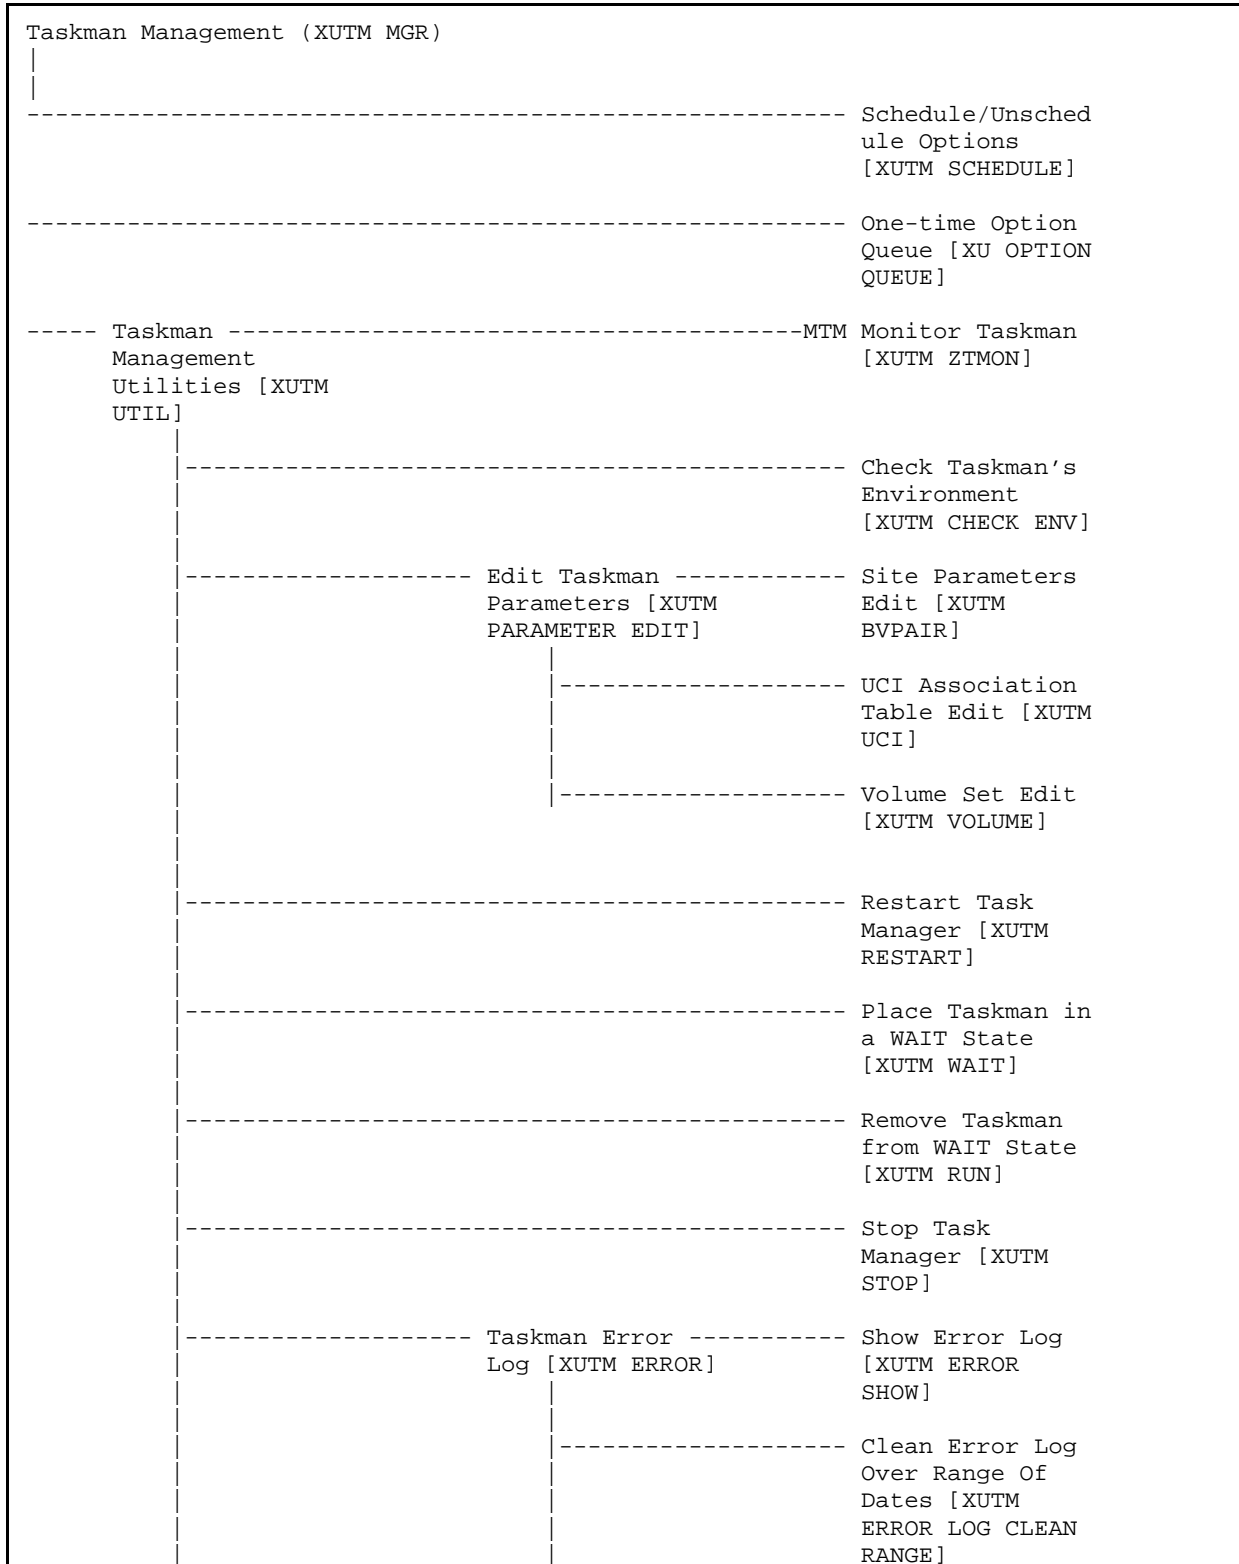 Taskman Management (XUTM MGR)
|
|
--------------------------------------------------------- Schedule/Unsched
ule Options
[XUTM SCHEDULE]
--------------------------------------------------------- One-time Option
Queue [XU OPTION
QUEUE]
----- Taskman ----------------------------------------MTM Monitor Taskman
Management [XUTM ZTMON]
Utilities [XUTM
UTIL]
|
|---------------------------------------------- Check Taskman's
| Environment
| [XUTM CHECK ENV]
|
|-------------------- Edit Taskman ------------ Site Parameters
| Parameters [XUTM Edit [XUTM
| PARAMETER EDIT] BVPAIR]
| |
| |-------------------- UCI Association
| | Table Edit [XUTM
| | UCI]
| |
| |-------------------- Volume Set Edit
| [XUTM VOLUME]
|
|
|---------------------------------------------- Restart Task
| Manager [XUTM
| RESTART]
|
|---------------------------------------------- Place Taskman in
| a WAIT State
| [XUTM WAIT]
|
|---------------------------------------------- Remove Taskman
| from WAIT State
| [XUTM RUN]
|
|---------------------------------------------- Stop Task
| Manager [XUTM
| STOP]
|
|-------------------- Taskman Error ----------- Show Error Log
| Log [XUTM ERROR] [XUTM ERROR
| | SHOW]
| |
| |-------------------- Clean Error Log
| | Over Range Of
| | Dates [XUTM
| | ERROR LOG CLEAN
| | RANGE]